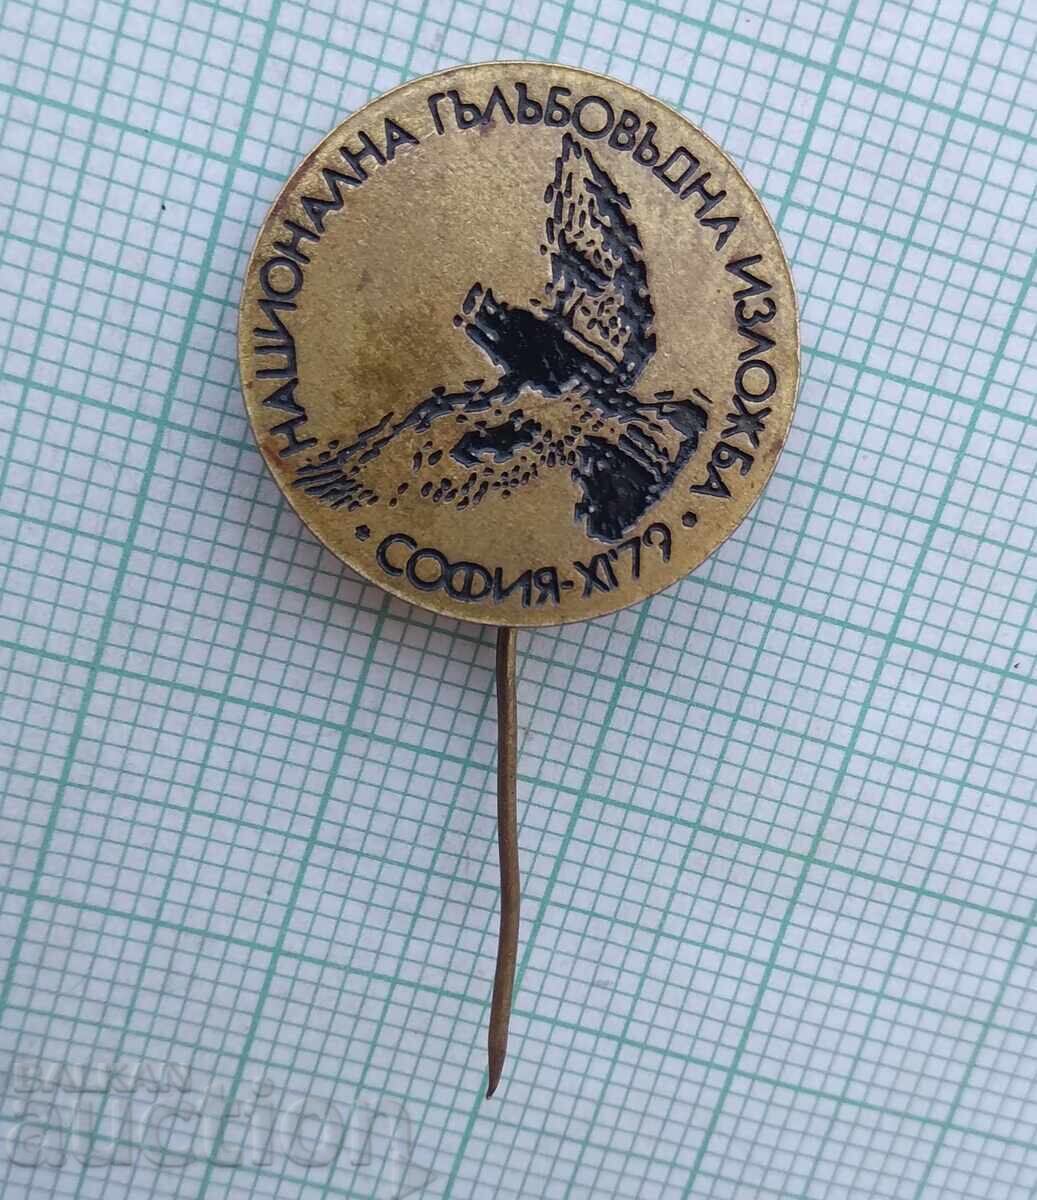 НАЦИОНАЛНА ГЪЛЪБОВЪДНА ИЗЛОЖБА
• СОФИЯ-XI'79 •
BALKAN
auction